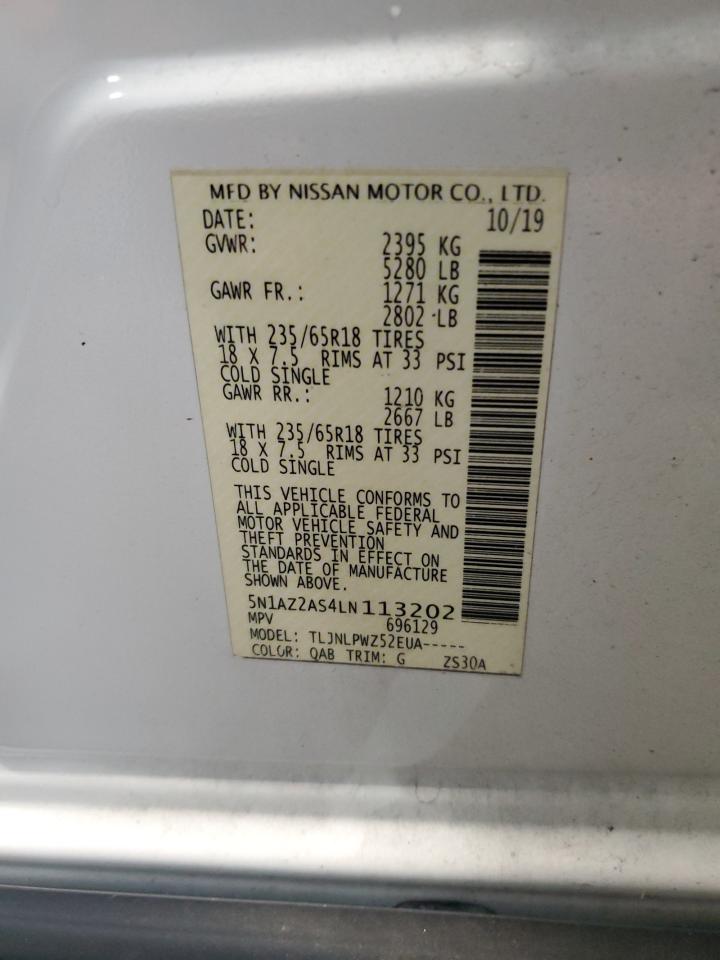 MFD BY NISSAN MOTOR CO., LTD.
DATE: 10/19
GVWR: 2395 KG
5280 LB
GAWR FR.: 1271 KG
2802 LB
WITH 235/65R18 TIRES
18 X 7.5 RIMS AT 33 PSI
COLD SINGLE
GAWR RR.: 1210 KG
2667 LB
WITH 235/65R18 TIRES
18 X 7.5 RIMS AT 33 PSI
COLD SINGLE
THIS VEHICLE CONFORMS TO
ALL APPLICABLE FEDERAL
MOTOR VEHICLE SAFETY AND
THEFT PREVENTION
STANDARDS IN EFFECT ON
THE DATE OF MANUFACTURE
SHOWN ABOVE.
5N1AZ2AS4LN113202
MPV 696129
MODEL: TLJNLPWZ52EUA-----
COLOR: QAB TRIM: G ZS30A